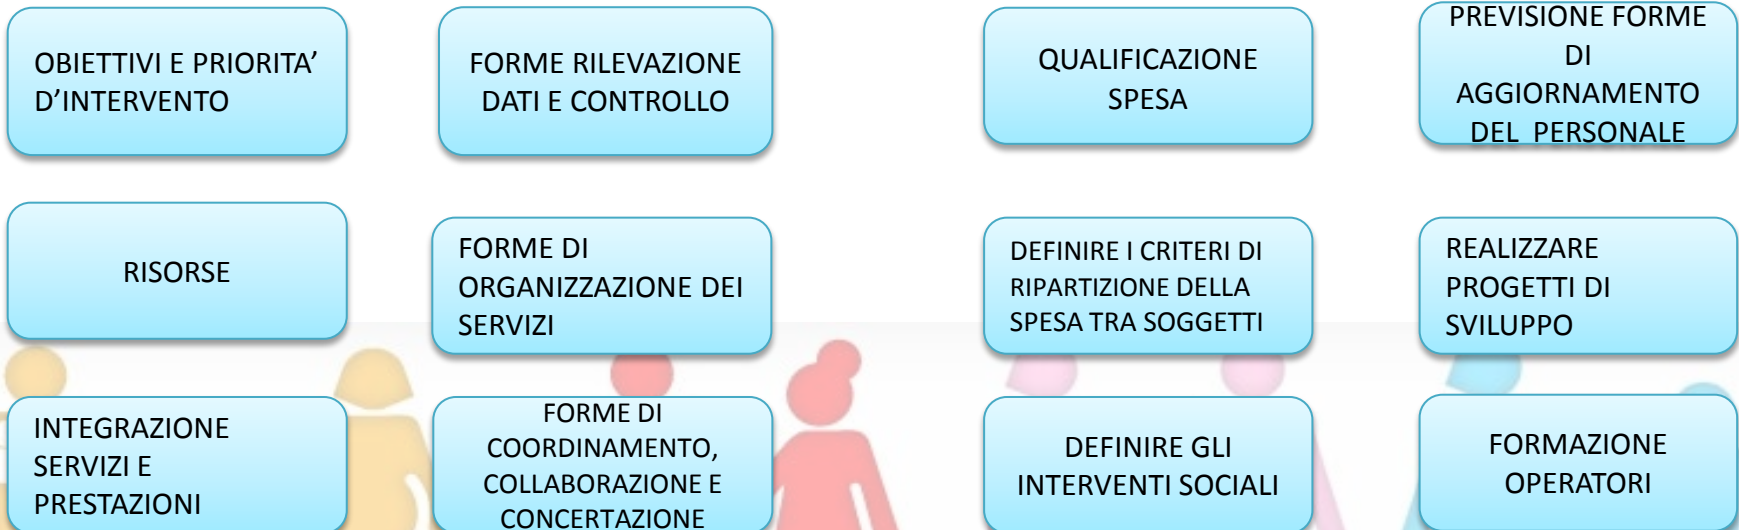 OBIETTIVI E PRIORITA’
D’INTERVENTO
FORME RILEVAZIONE
DATI E CONTROLLO
QUALIFICAZIONE
SPESA
PREVISIONE FORME
DI
AGGIORNAMENTO
DEL PERSONALE
RISORSE
FORME DI
ORGANIZZAZIONE DEI
SERVIZI
DEFINIRE I CRITERI DI
RIPARTIZIONE DELLA
SPESA TRA SOGGETTI
REALIZZARE
PROGETTI DI
SVILUPPO
INTEGRAZIONE
SERVIZI E
PRESTAZIONI
FORME DI
COORDINAMENTO,
COLLABORAZIONE E
CONCERTAZIONE
DEFINIRE GLI
INTERVENTI SOCIALI
FORMAZIONE
OPERATORI